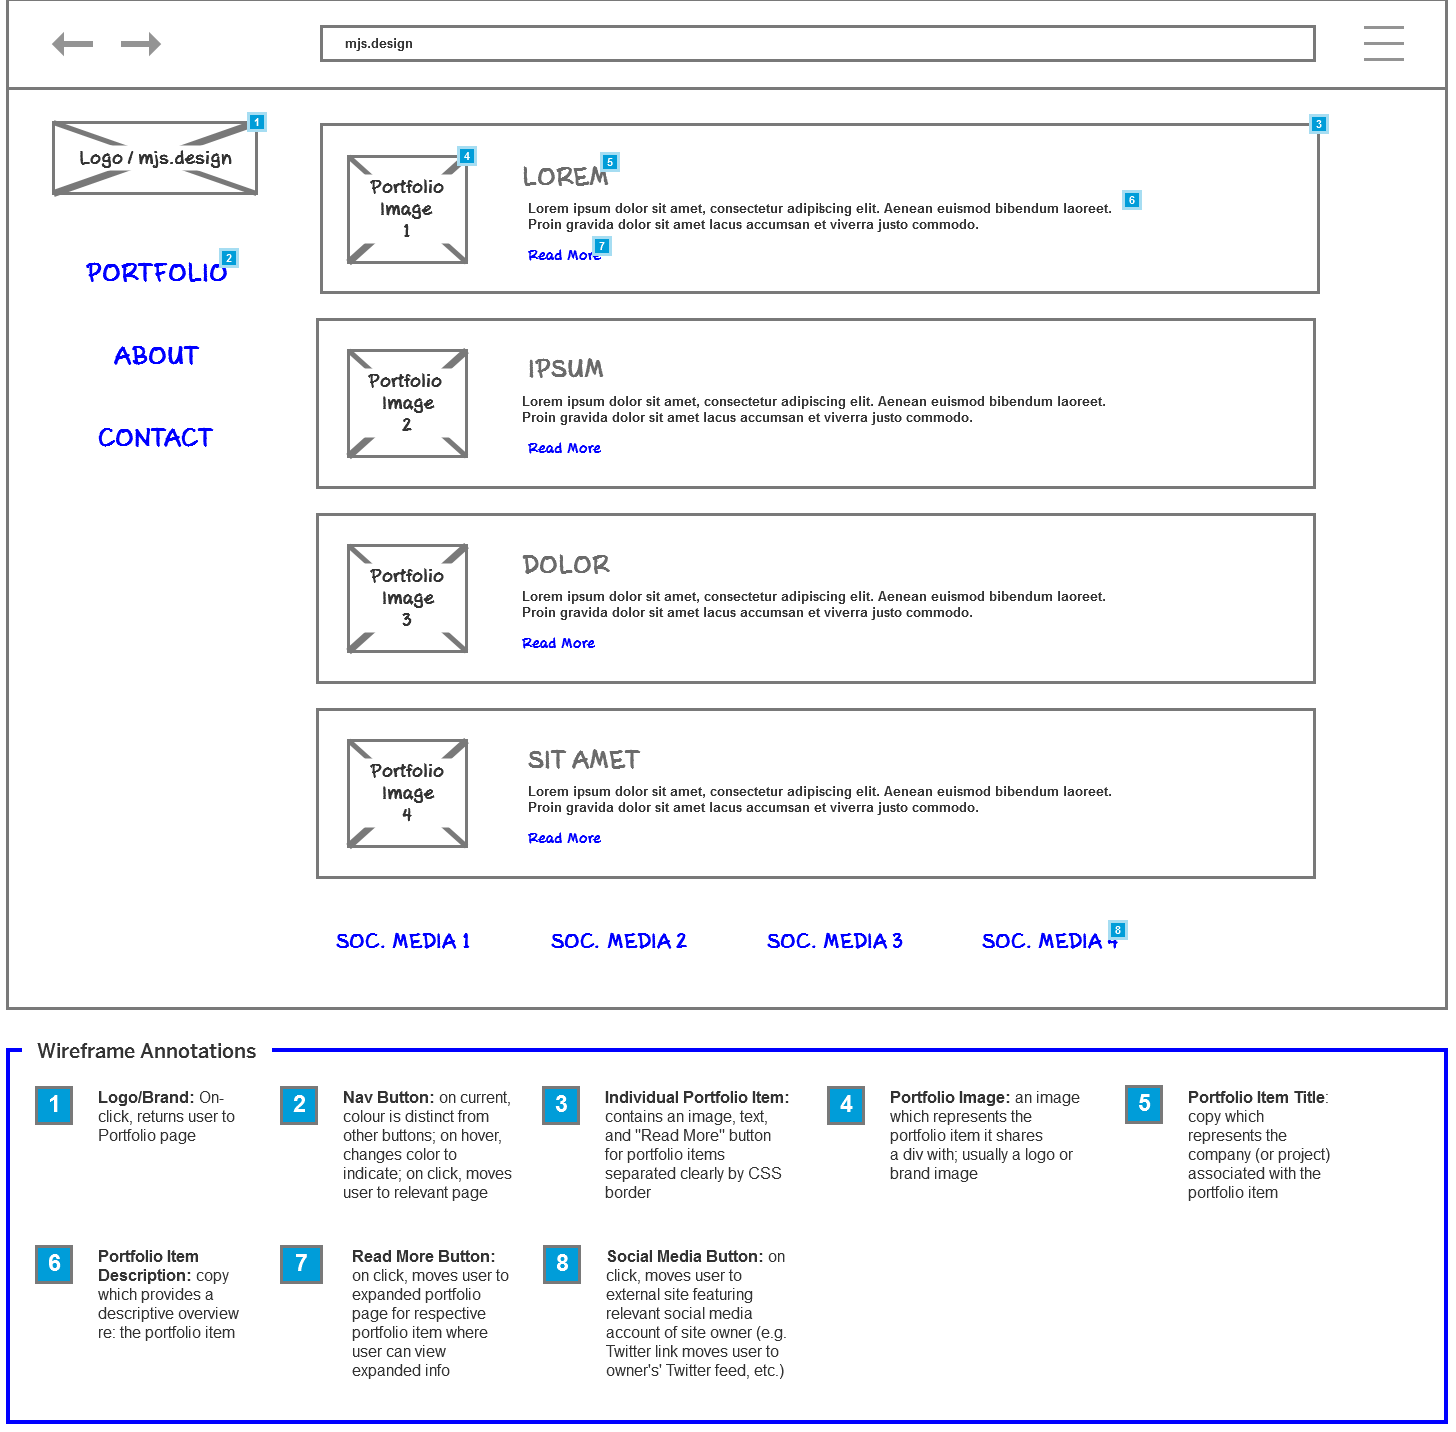 mjs.design
Logo / mjs.design
1
PORTFOLIO
2
ABOUT
CONTACT
3
Portfolio
Image
1
4
LOREM
5
Lorem ipsum dolor sit amet, consectetur adipiscing elit. Aenean euismod bibendum laoreet.
6
Proin gravida dolor sit amet lacus accumsan et viverra justo commodo.
Read More
7
Portfolio
Image
2
IPSUM
Lorem ipsum dolor sit amet, consectetur adipiscing elit. Aenean euismod bibendum laoreet.
Proin gravida dolor sit amet lacus accumsan et viverra justo commodo.
Read More
Portfolio
Image
3
DOLOR
Lorem ipsum dolor sit amet, consectetur adipiscing elit. Aenean euismod bibendum laoreet.
Proin gravida dolor sit amet lacus accumsan et viverra justo commodo.
Read More
Portfolio
Image
4
SIT AMET
Lorem ipsum dolor sit amet, consectetur adipiscing elit. Aenean euismod bibendum laoreet.
Proin gravida dolor sit amet lacus accumsan et viverra justo commodo.
Read More
SOC. MEDIA 1
SOC. MEDIA 2
SOC. MEDIA 3
SOC. MEDIA 4
8
Wireframe Annotations
1
Logo/Brand: On-
click, returns user to
Portfolio page
2
Nav Button: on current,
colour is distinct from
other buttons; on hover,
changes color to
indicate; on click, moves
user to relevant page
3
Individual Portfolio Item:
contains an image, text,
and "Read More" button
for portfolio items
separated clearly by CSS
border
4
Portfolio Image: an image
which represents the
portfolio item it shares
a div with; usually a logo or
brand image
5
Portfolio Item Title:
copy which
represents the
company (or project)
associated with the
portfolio item
6
Portfolio Item
Description: copy
which provides a
descriptive overview
re: the portfolio item
7
Read More Button:
on click, moves user to
expanded portfolio
page for respective
portfolio item where
user can view
expanded info
8
Social Media Button: on
click, moves user to
external site featuring
relevant social media
account of site owner (e.g.
Twitter link moves user to
owner's' Twitter feed, etc.)